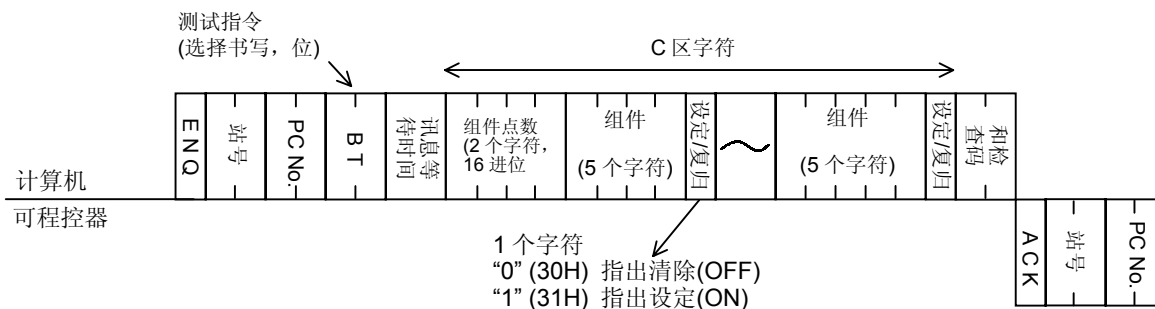 测试指令
(选择书写，位)
C 区字符
ENQ
站号
PC No.
BT
讯息等
待时间
组件点数
(2 个字符，
16 进位
组件
(5 个字符)
设定/复归
组件
(5 个字符)
设定/复归
和检
查码
计算机
可程控器
1 个字符
“0” (30H) 指出清除(OFF)
“1” (31H) 指出设定(ON)
ACK
站号
PC No.